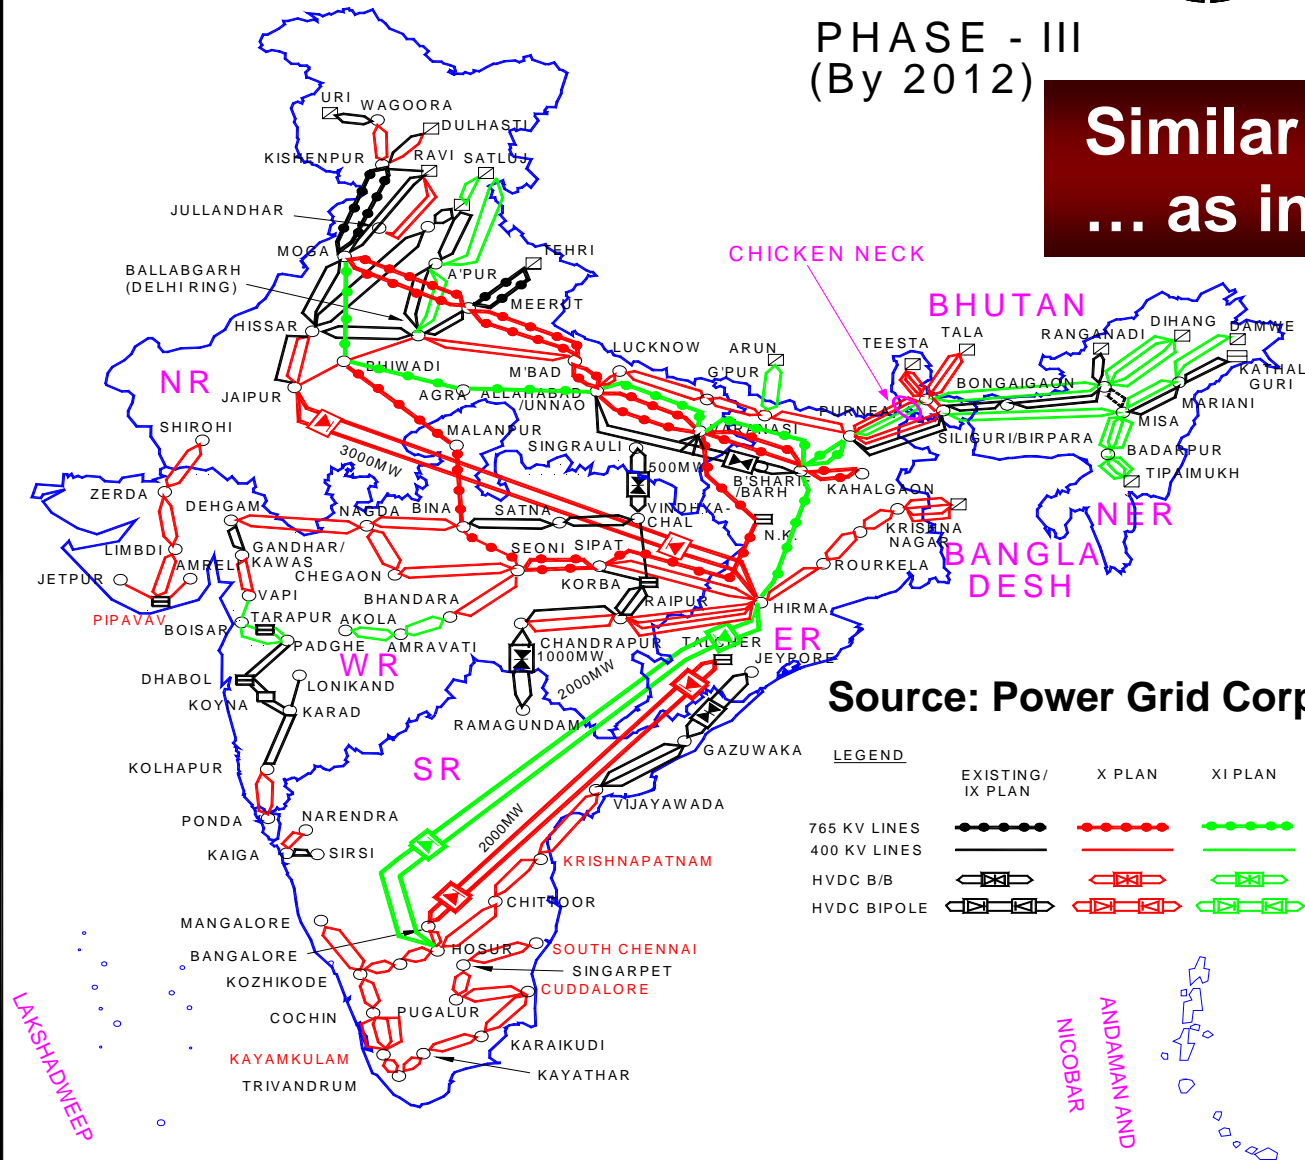 PHASE - III
(By 2012)
Similar
... as in
URI
WAGOORA
DULHASTI
KISHENPUR
RAVI
SATLUJ
JULLANDHAR
MOGA
BALLABGARH
(DELHI RING)
A'PUR
TEHRI
MEERUT
CHICKEN NECK
BHUTAN
HISSAR
LUCKNOW
ARUN
TEESTA
TALA
RANGANADI
DIHANG
DAMWE
NR
BHIWADI
M'BAD
G'PUR
KATHAL
GURI
JAIPUR
AGRA
ALLAHABAD
/UNNAO
PURNEA
BONGAIGAON
MARIANI
MISA
SHIROHI
MALANPUR
VARANASI
SILIGURI/BIRPARA
SINGRAULI
3000MW
500MW
BADARPUR
TIPAIMUKH
ZERDA
B'SHARIF
/BARH
KAHALGAON
DEHGAM
NAGDA
BINA
SATNA
VINDHYA-
CHAL
NER
N.K.
KRISHNA
NAGAR
LIMBDI
GANDHAR/
KAWAS
SEONI
SIPAT
BANGLA
DESH
JETPUR
AMRELI
CHEGAON
KORBA
ROURKELA
VAPI
BHANDARA
RAIPUR
HIRMA
PIPAVAV
TARAPUR
AKOLA
BOISAR
PADGHE
AMRAVATI
CHANDRAPUR
TALCHER
ER
WR
1000MW
JEYPORE
DHABOL
LONIKAND
2000MW
KOYNA
KARAD
RAMAGUNDAM
Source: Power Grid Corp
GAZUWAKA
KOLHAPUR
SR
LEGEND
EXISTING/
IX PLAN
X PLAN
XI PLAN
VIJAYAWADA
PONDA
NARENDRA
2000MW
765 KV LINES
KAIGA
SIRSI
400 KV LINES
KRISHNAPATNAM
HVDC B/B
CHITTOOR
HVDC BIPOLE
MANGALORE
BANGALORE
HOSUR
SOUTH CHENNAI
SINGARPET
KOZHIKODE
CUDDALORE
PUGALUR
COCHIN
KARAIKUDI
KAYAMKULAM
KAYATHAR
TRIVANDRUM
LAKSHADWEEP
ANDAMAN AND
NICOBAR